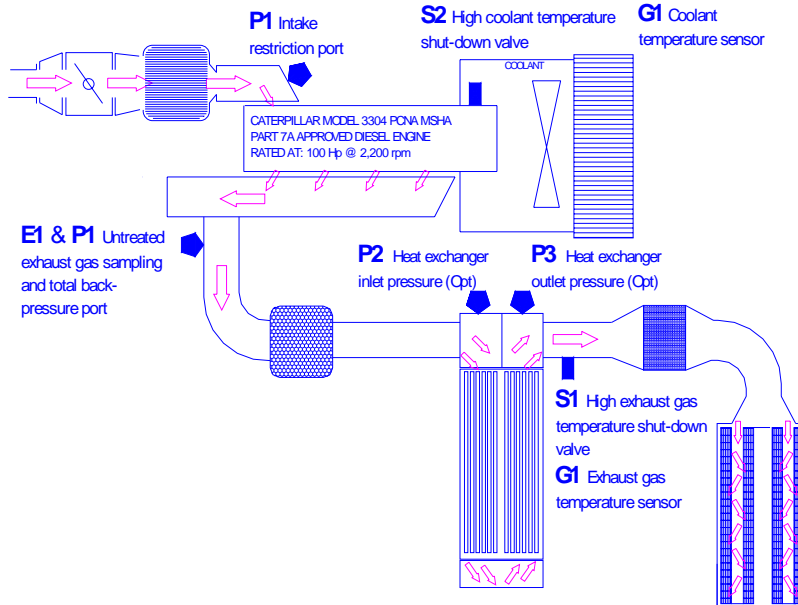 P1 Intake
restriction port
S2 High coolant temperature
shut-down valve
G1 Coolant
temperature sensor
COOLANT
CATERPILLAR MODEL 3304 PCNA MSHA
PART 7A APPROVED DIESEL ENGINE
RATED AT: 100 Hp @ 2,200 rpm
E1 & P1 Untreated
exhaust gas sampling
and total back-
pressure port
P2 Heat exchanger
inlet pressure (Opt)
P3 Heat exchanger
outlet pressure (Opt)
S1 High exhaust gas
temperature shut-down
valve
G1 Exhaust gas
temperature sensor